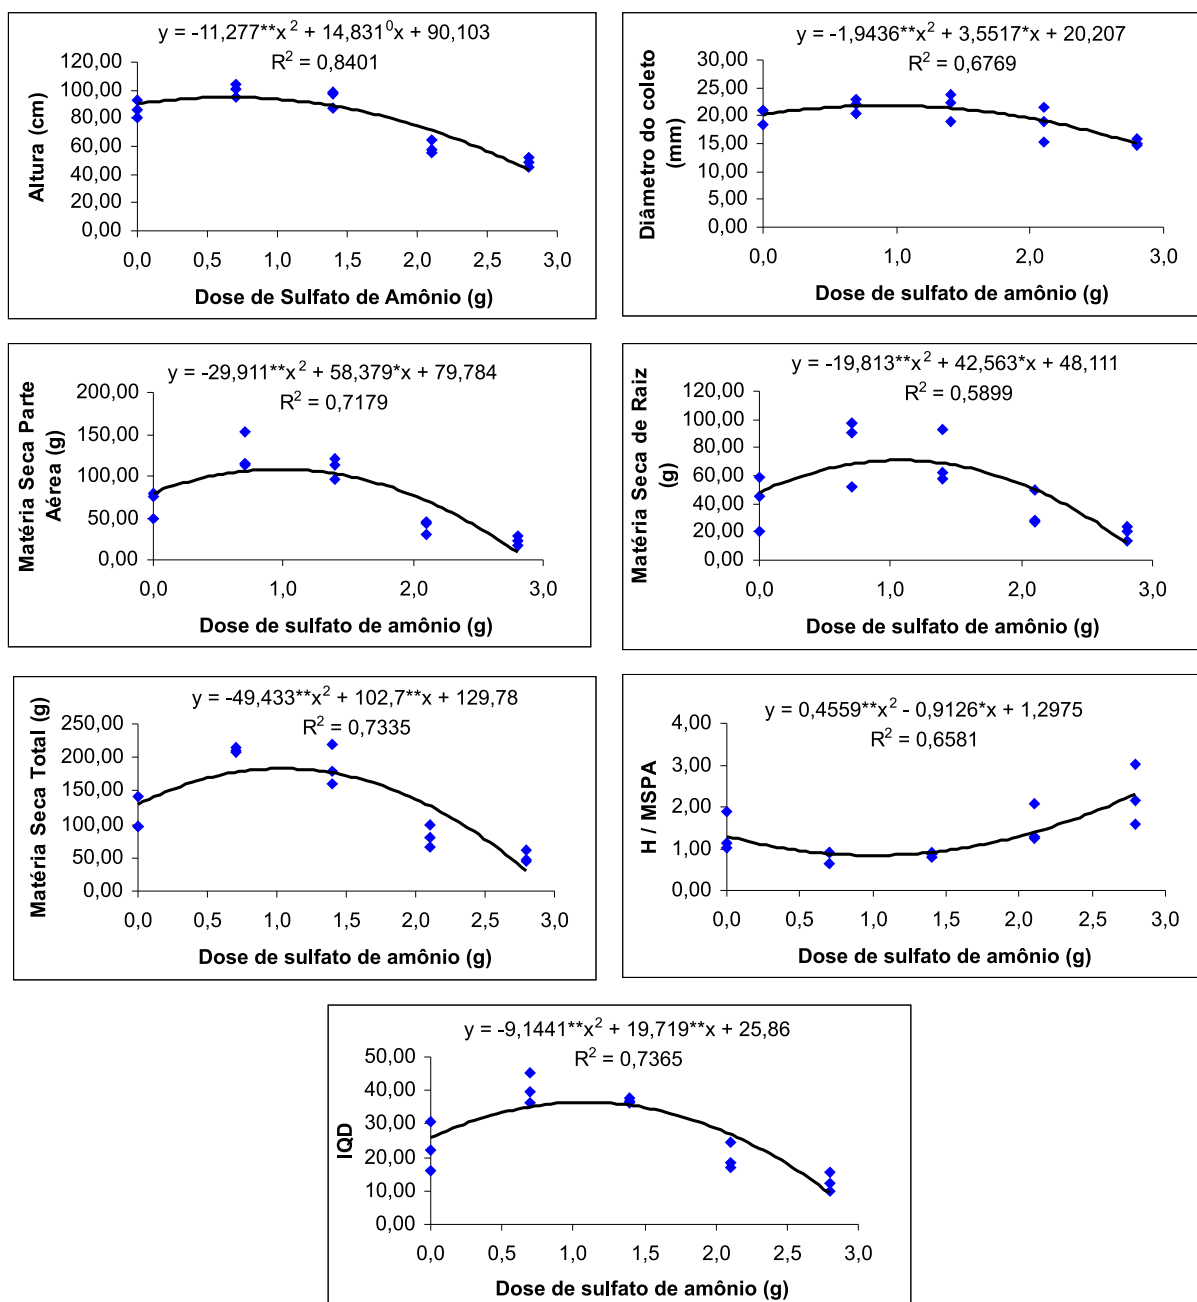 y = -11,277**x² + 14,831⁰x + 90,103
R² = 0,8401
Altura (cm)
120,00
100,00
80,00
60,00
40,00
20,00
0,00
0,0 0,5 1,0 1,5 2,0 2,5 3,0
Dose de Sulfato de Amônio (g)
y = -1,9436**x² + 3,5517*x + 20,207
R² = 0,6769
Diâmetro do coleto
(mm)
30,00
25,00
20,00
15,00
10,00
5,00
0,00
0,0 1,0 2,0 3,0
Dose de sulfato de amônio (g)
y = -29,911**x² + 58,379*x + 79,784
R² = 0,7179
Matéria Seca Parte
Aérea (g)
200,00
150,00
100,00
50,00
0,00
0,0 1,0 2,0 3,0
Dose de sulfato de amônio (g)
y = -19,813**x² + 42,563*x + 48,111
R² = 0,5899
Matéria Seca de Raiz
(g)
120,00
100,00
80,00
60,00
40,00
20,00
0,00
0,0 1,0 2,0 3,0
Dose de sulfato de amônio (g)
y = -49,433**x² + 102,7**x + 129,78
R² = 0,7335
Matéria Seca Total (g)
250,00
200,00
150,00
100,00
50,00
0,00
0,0 0,5 1,0 1,5 2,0 2,5 3,0
Dose de sulfato de amônio (g)
y = 0,4559**x² - 0,9126*x + 1,2975
R² = 0,6581
H / MSPA
4,00
3,00
2,00
1,00
0,00
0,0 0,5 1,0 1,5 2,0 2,5 3,0
Dose de sulfato de amônio (g)
y = -9,1441**x² + 19,719**x + 25,86
R² = 0,7365
IQD
50,00
40,00
30,00
20,00
10,00
0,00
0,0 0,5 1,0 1,5 2,0 2,5 3,0
Dose de sulfato de amônio (g)